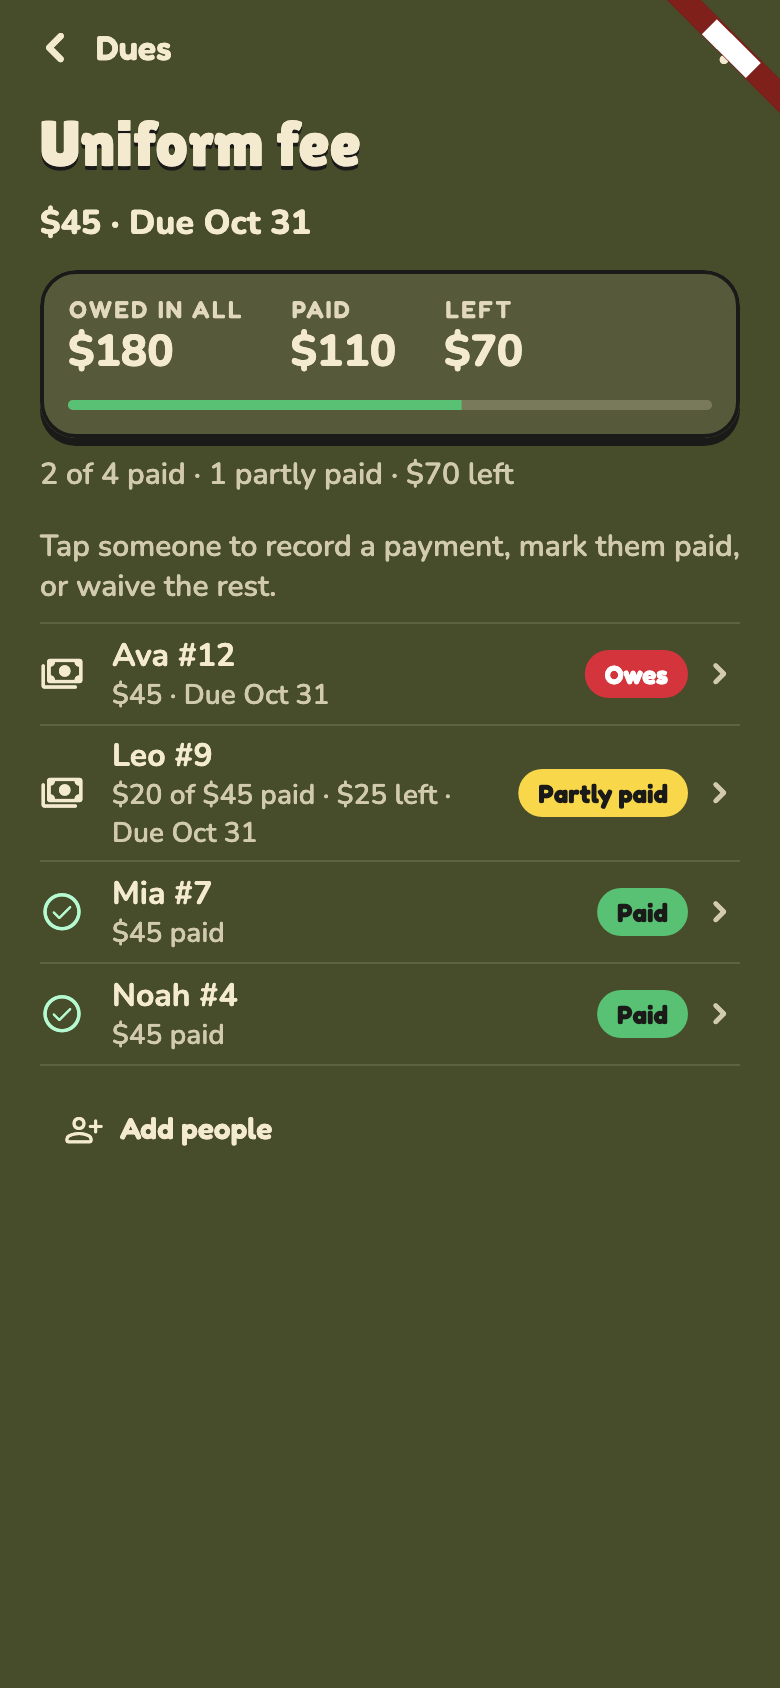 Dues
Uniform fee
$45 · Due Oct 31
OWED IN ALL PAID LEFT
$180 $110 $70
2 of 4 paid · 1 partly paid · $70 left
Tap someone to record a payment, mark them paid,
or waive the rest.
Ava #12
$45 · Due Oct 31
Owes
Leo #9
$20 of $45 paid · $25 left ·
Due Oct 31
Partly paid
Mia #7
$45 paid
Paid
Noah #4
$45 paid
Paid
Add people